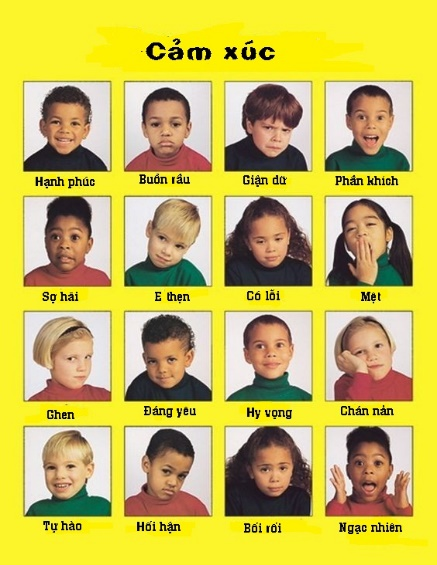 Cảm xúc
Hạnh phúc Buồn rầu Giận dữ Phấn khích
Sợ hãi E thẹn Có lỗi Mệt
Ghen Đáng yêu Hy vọng Chán nản
Tự hào Hối hận Bối rối Ngạc nhiên